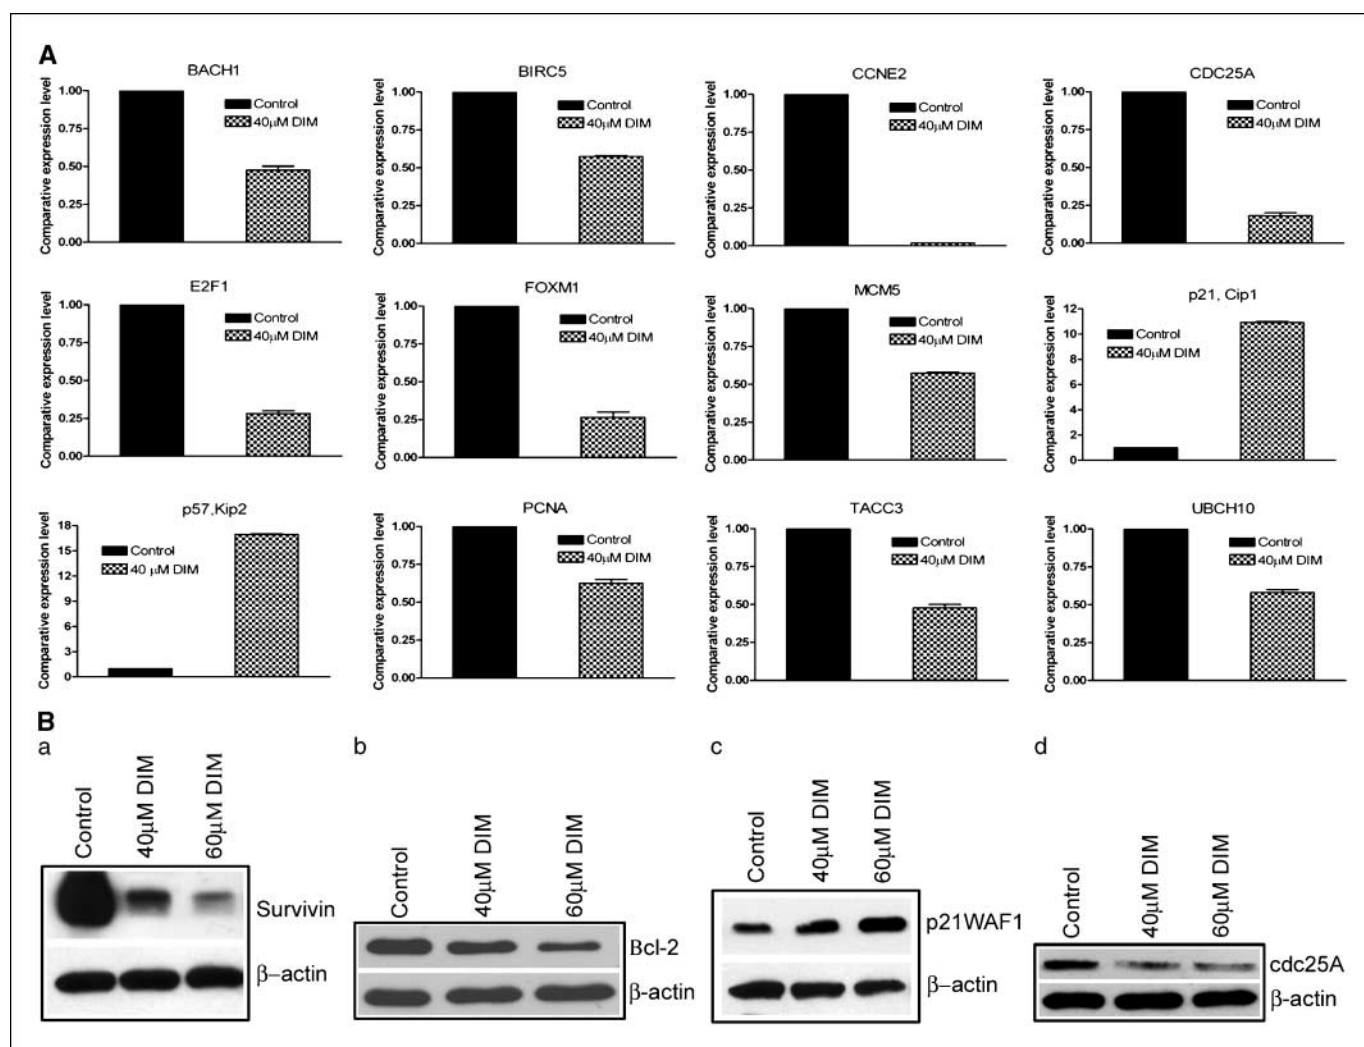 A
BACH1
Comparative expression level
1.00
0.75
0.50
0.25
0.00
Control
40μM DIM
BIRC5
Comparative expression level
1.00
0.75
0.50
0.25
0.00
Control
40μM DIM
CCNE2
Comparative expression level
1.00
0.75
0.50
0.25
0.00
Control
40μM DIM
CDC25A
Comparative expression level
1.00
0.75
0.50
0.25
0.00
Control
40μM DIM
E2F1
Comparative expression level
1.00
0.75
0.50
0.25
0.00
Control
40μM DIM
FOXM1
Comparative expression level
1.00
0.75
0.50
0.25
0.00
Control
40μM DIM
MCM5
Comparative expression level
1.00
0.75
0.50
0.25
0.00
Control
40μM DIM
p21, Cip1
Comparative expression level
12
10
8
6
4
2
0
Control
40μM DIM
p57,Kip2
Comparative expression level
18
15
12
9
6
3
0
Control
40 μM DIM
PCNA
Comparative expression level
1.00
0.75
0.50
0.25
0.00
Control
40μM DIM
TACC3
Comparative expression level
1.00
0.75
0.50
0.25
0.00
Control
40μM DIM
UBCH10
Comparative expression level
1.00
0.75
0.50
0.25
0.00
Control
40μM DIM
B
a
Control
40μM DIM
60μM DIM
Survivin
β–actin
b
Control
40μM DIM
60μM DIM
Bcl-2
β-actin
c
Control
40μM DIM
60μM DIM
p21WAF1
β–actin
d
Control
40μM DIM
60μM DIM
cdc25A
β-actin